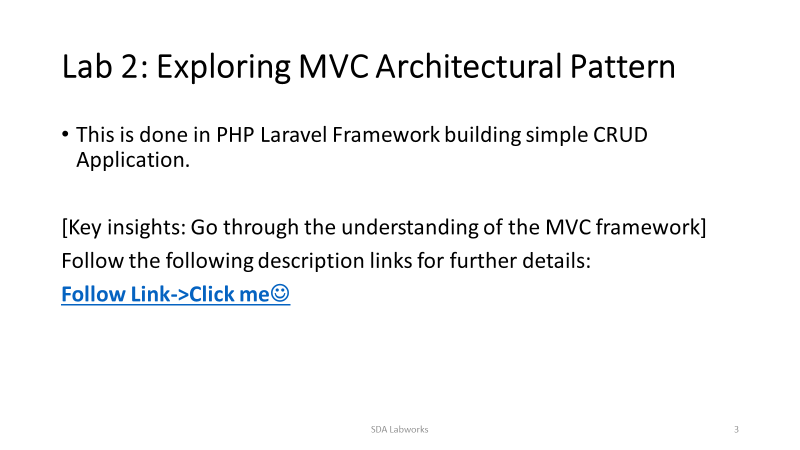 Lab 2: Exploring MVC Architectural Pattern
• This is done in PHP Laravel Framework building simple CRUD
Application.
[Key insights: Go through the understanding of the MVC framework]
Follow the following description links for further details:
Follow Link->Click me☺
SDA Labworks
3